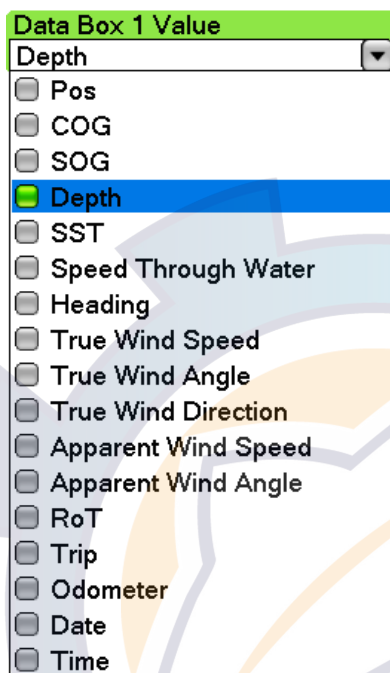 Data Box 1 Value
Depth
Pos
COG
SOG
Depth
SST
Speed Through Water
Heading
True Wind Speed
True Wind Angle
True Wind Direction
Apparent Wind Speed
Apparent Wind Angle
RoT
Trip
Odometer
Date
Time